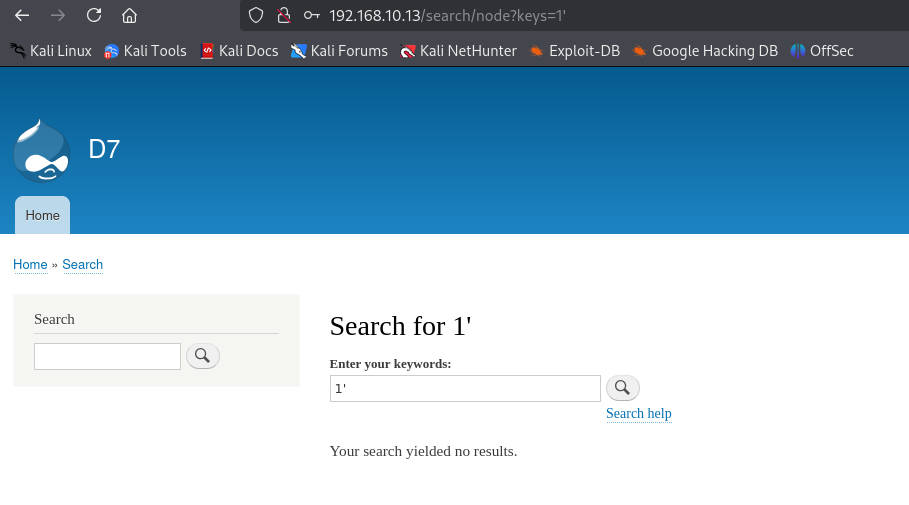 192.168.10.13/search/node?keys=1'
Kali Linux Kali Tools Kali Docs Kali Forums Kali NetHunter Exploit-DB Google Hacking DB OffSec
D7
Home
Home » Search
Search
Search for 1'
Enter your keywords:
1'
Search help
Your search yielded no results.